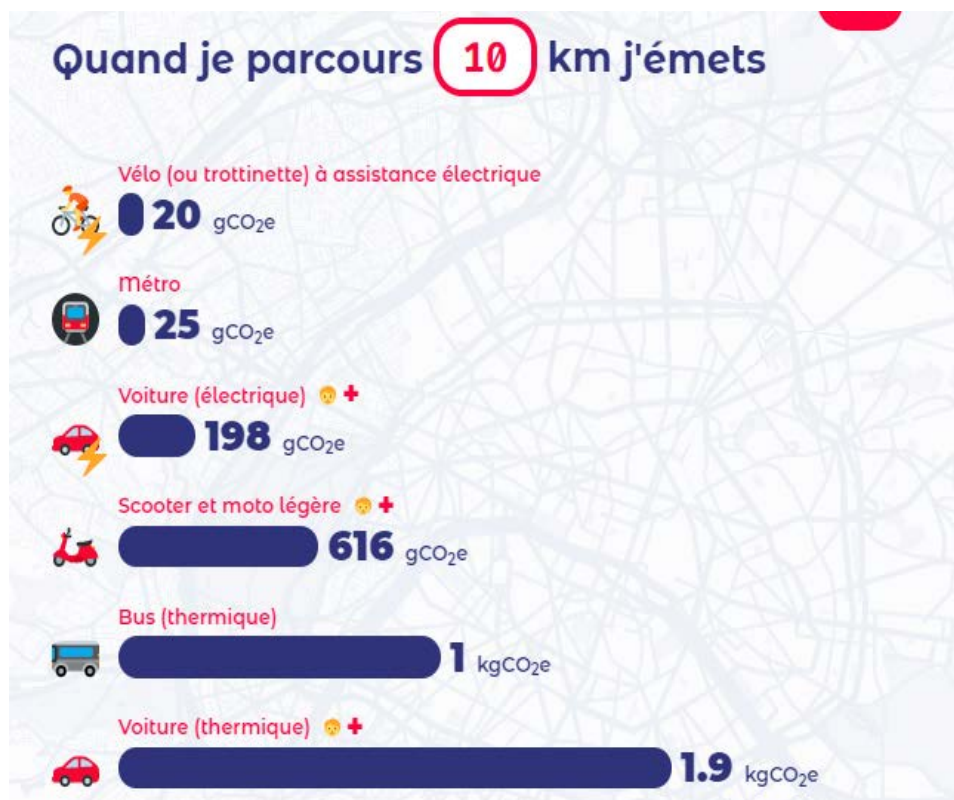 Quand je parcours 10 km j'émets
Vélo (ou trottinette) à assistance électrique
20 gCO₂e
Métro
25 gCO₂e
Voiture (électrique)
198 gCO₂e
Scooter et moto légère
616 gCO₂e
Bus (thermique)
1 kgCO₂e
Voiture (thermique)
1.9 kgCO₂e